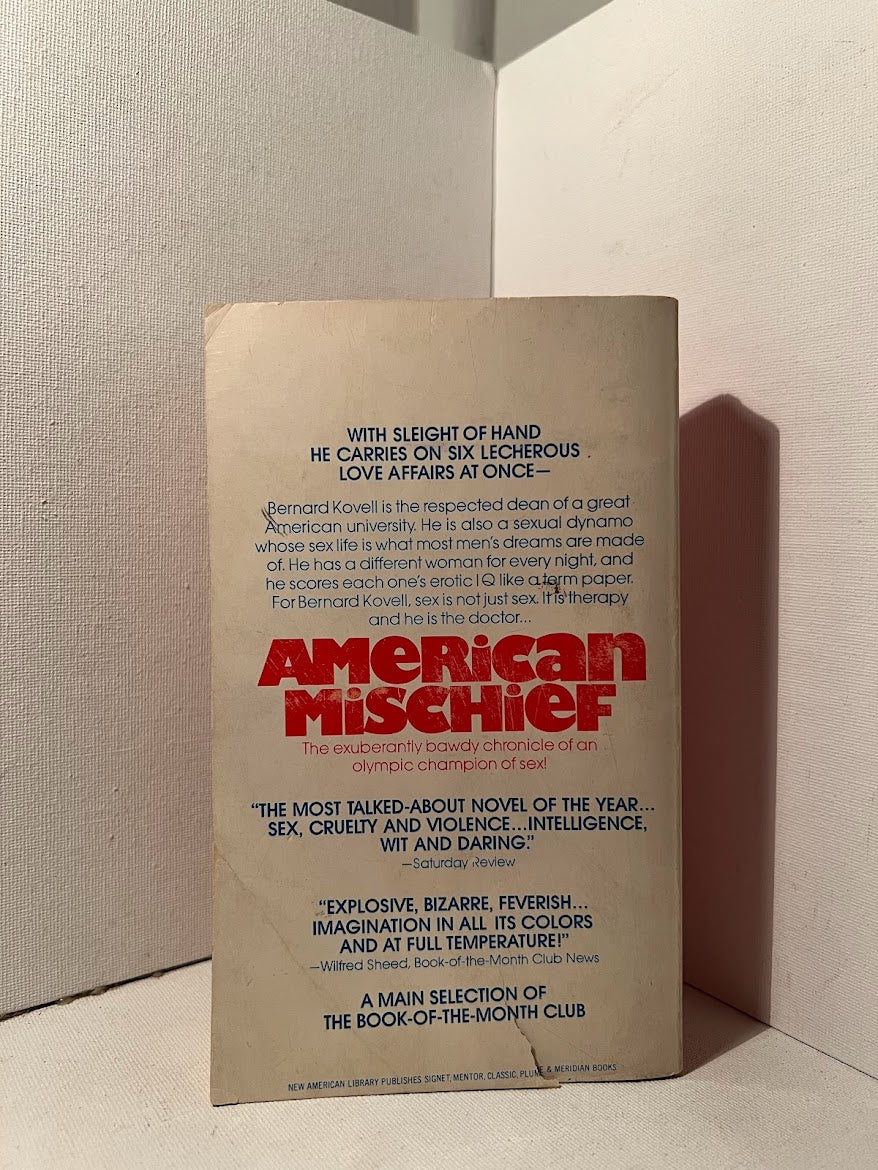 WITH SLEIGHT OF HAND
HE CARRIES ON SIX LECHEROUS
LOVE AFFAIRS AT ONCE—
Bernard Kovell is the respected dean of a great
American university. He is also a sexual dynamo
whose sex life is what most men's dreams are made
of. He has a different woman for every night, and
he scores each one's erotic I Q like a term paper.
For Bernard Kovell, sex is not just sex. It is therapy
and he is the doctor...
AMERican
MiSCHieF
The exuberantly bawdy chronicle of an
olympic champion of sex!
“THE MOST TALKED-ABOUT NOVEL OF THE YEAR...
SEX, CRUELTY AND VIOLENCE...INTELLIGENCE,
WIT AND DARING.”
—Saturday Review
“EXPLOSIVE, BIZARRE, FEVERISH...
IMAGINATION IN ALL ITS COLORS
AND AT FULL TEMPERATURE!”
—Wilfred Sheed, Book-of-the-Month Club News
A MAIN SELECTION OF
THE BOOK-OF-THE-MONTH CLUB
NEW AMERICAN LIBRARY PUBLISHES SIGNET, MENTOR, CLASSIC, PLUME & MERIDIAN BOOKS